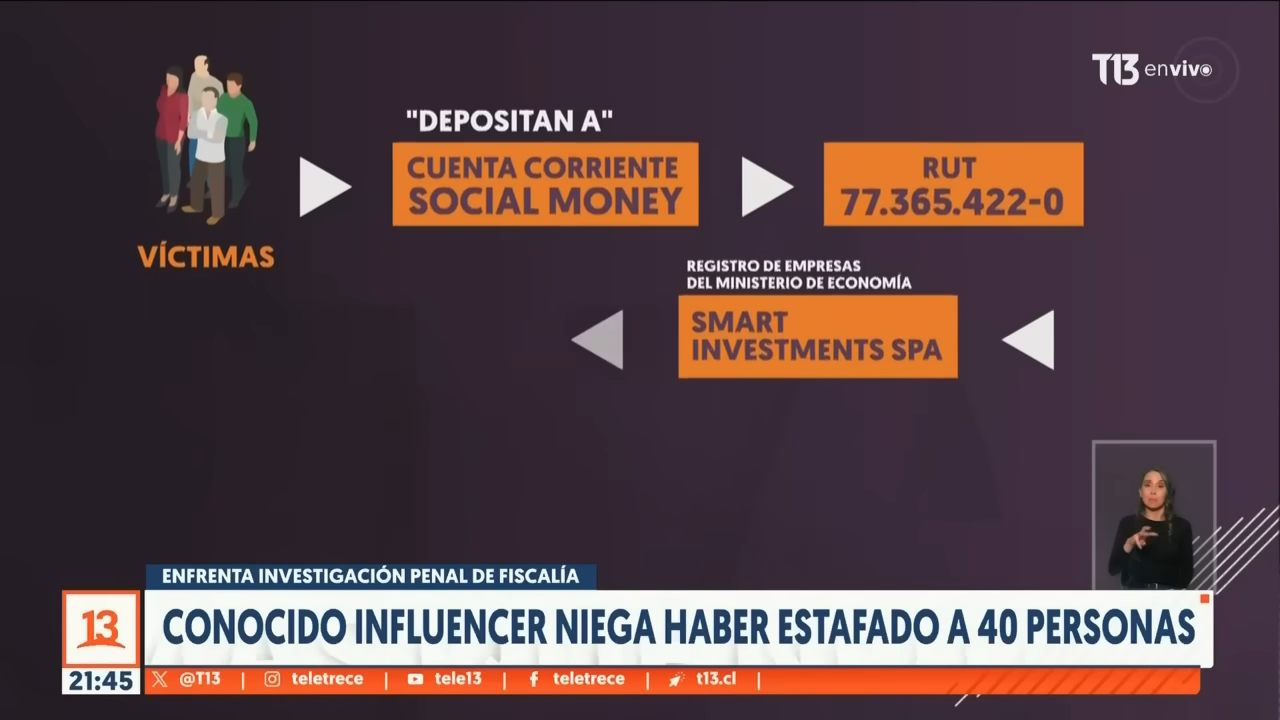 T13 envivo
"DEPOSITAN A"
CUENTA CORRIENTE
SOCIAL MONEY
RUT
77.365.422-0
VÍCTIMAS
REGISTRO DE EMPRESAS
DEL MINISTERIO DE ECONOMÍA
SMART
INVESTMENTS SPA
ENFRENTA INVESTIGACIÓN PENAL DE FISCALÍA
13
CONOCIDO INFLUENCER NIEGA HABER ESTAFADO A 40 PERSONAS
21:45
@T13 | teletrece | tele13 | teletrece | t13.cl |